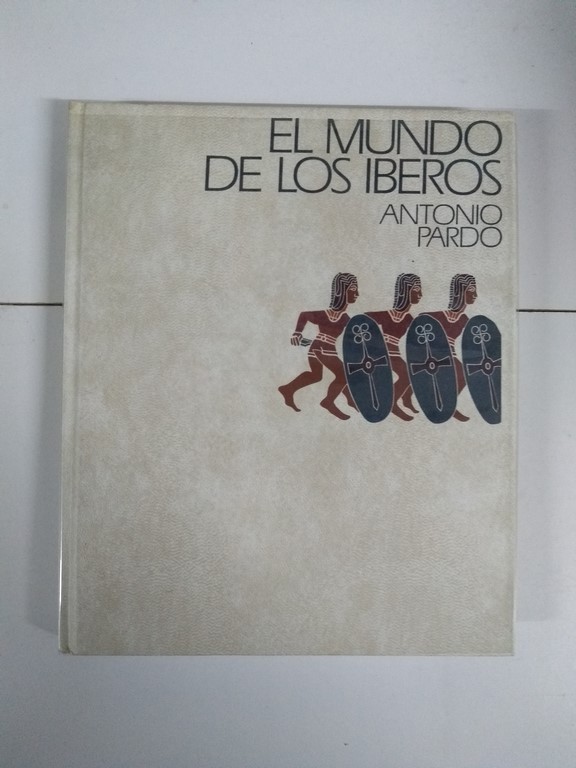 EL MUNDO
DE LOS IBEROS
ANTONIO
PARDO